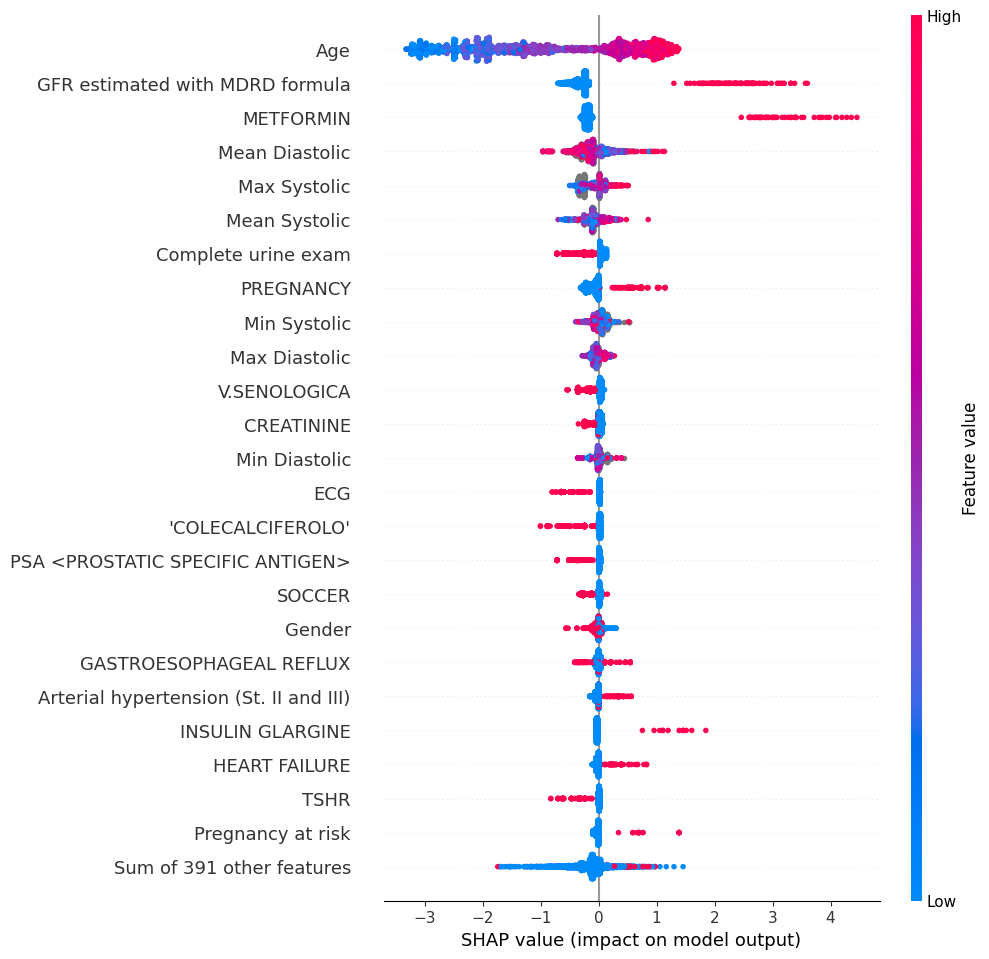 High
Age
GFR estimated with MDRD formula
METFORMIN
Mean Diastolic
Max Systolic
Mean Systolic
Complete urine exam
PREGNANCY
Min Systolic
Max Diastolic
V.SENOLOGICA
CREATININE
Min Diastolic
ECG
'COLECALCIFEROLO'
PSA <PROSTATIC SPECIFIC ANTIGEN>
SOCCER
Gender
GASTROESOPHAGEAL REFLUX
Arterial hypertension (St. II and III)
INSULIN GLARGINE
HEART FAILURE
TSHR
Pregnancy at risk
Sum of 391 other features
Feature value
Low
−3 −2 −1 0 1 2 3 4
SHAP value (impact on model output)